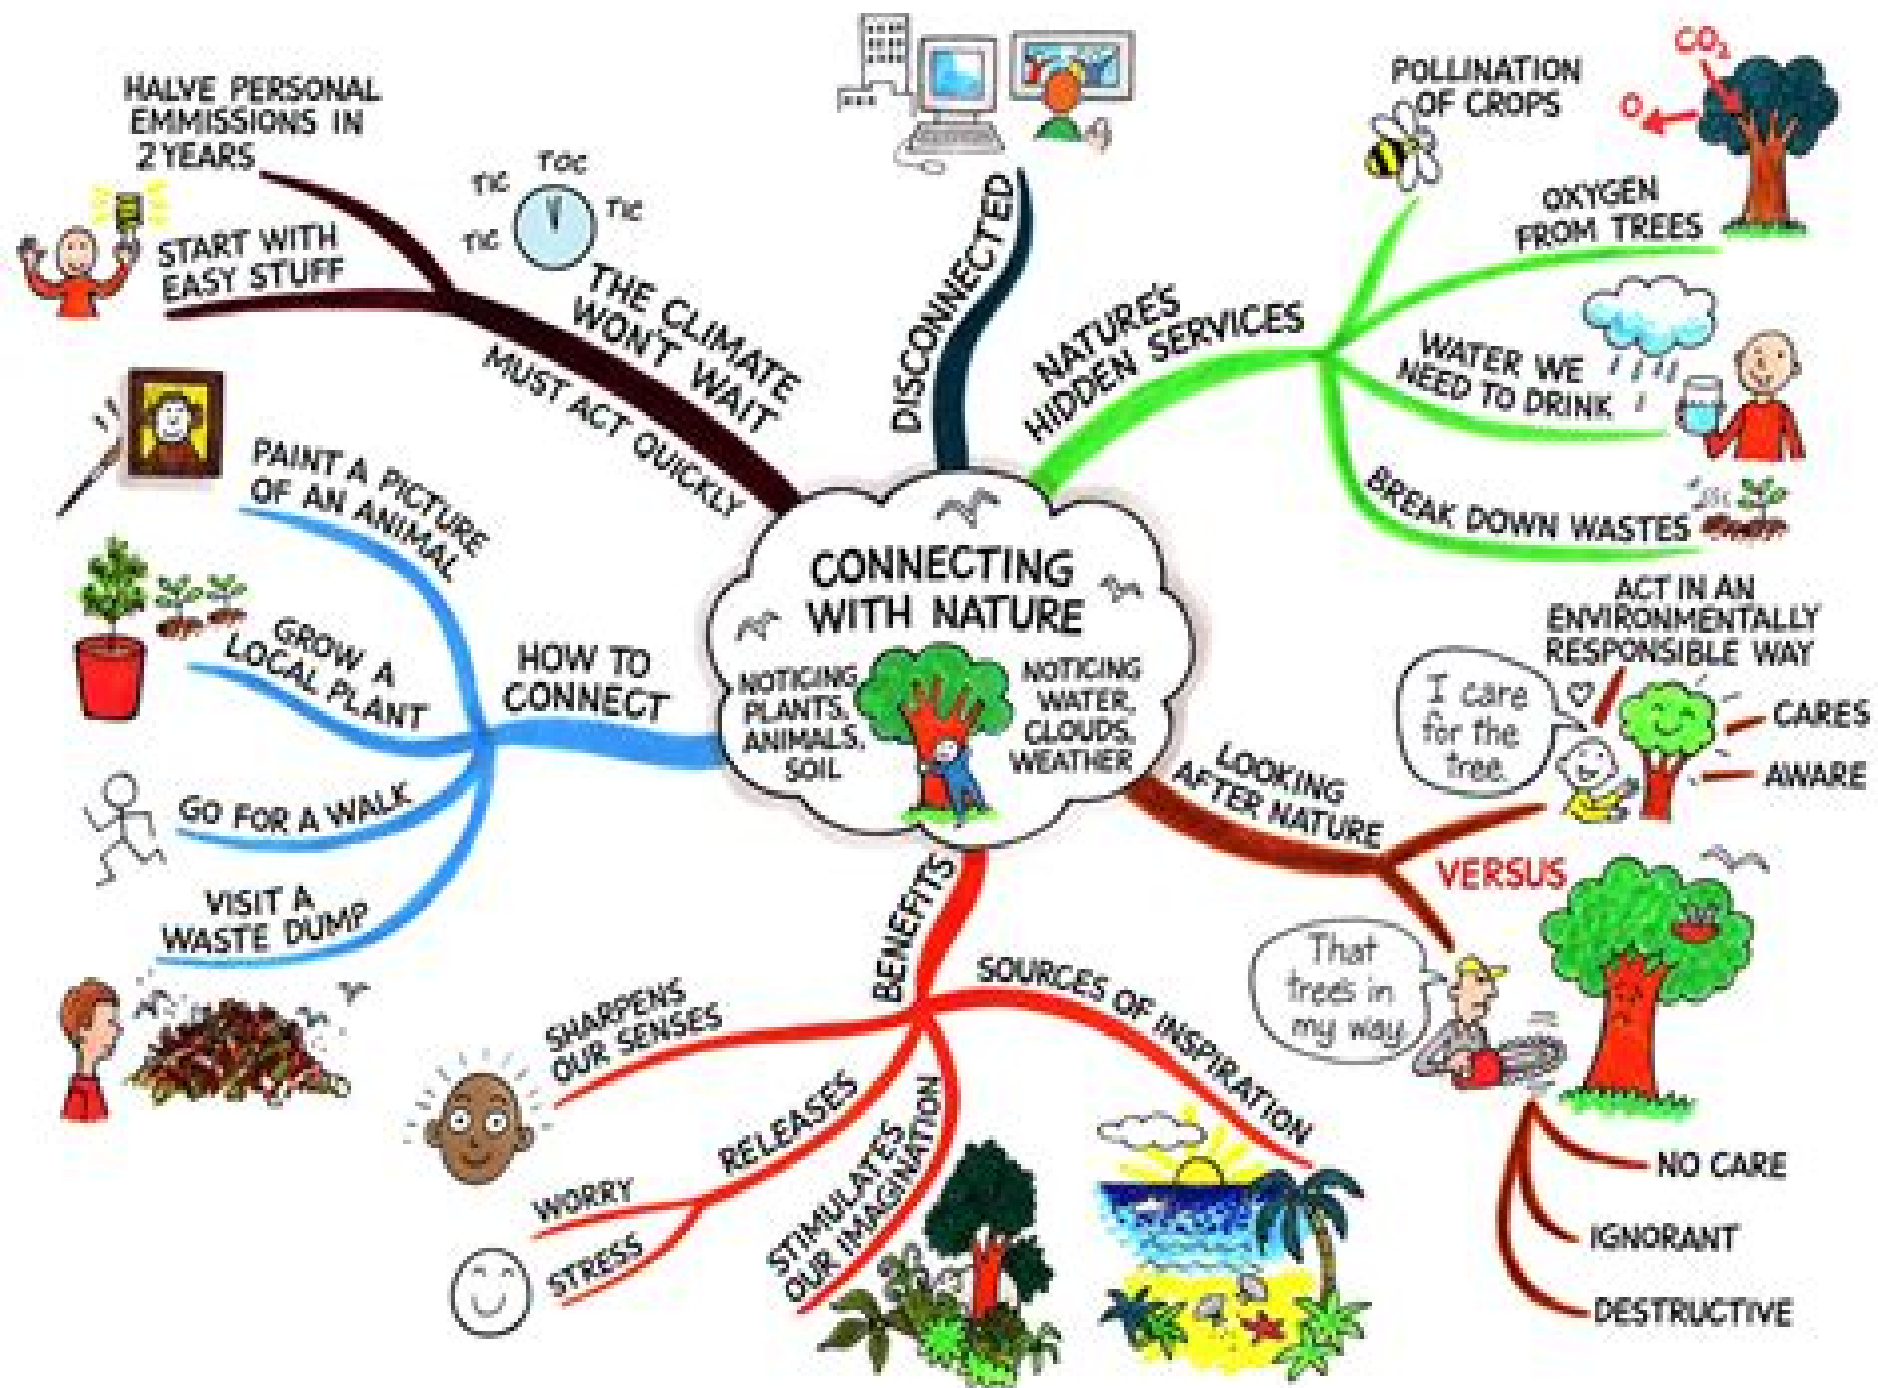 CONNECTING
WITH NATURE
NOTICING
PLANTS,
ANIMALS,
SOIL
NOTICING
WATER,
CLOUDS,
WEATHER
DISCONNECTED
NATURE'S
HIDDEN SERVICES
POLLINATION
OF CROPS
CO2
O
OXYGEN
FROM TREES
WATER WE
NEED TO DRINK
BREAK DOWN WASTES
LOOKING
AFTER NATURE
ACT IN AN
ENVIRONMENTALLY
RESPONSIBLE WAY
I care
for the
tree.
CARES
AWARE
VERSUS
That
trees in
my way.
NO CARE
IGNORANT
DESTRUCTIVE
BENEFITS
SOURCES OF INSPIRATION
STIMULATES
OUR IMAGINATION
RELEASES
WORRY
STRESS
SHARPENS
OUR SENSES
HOW TO
CONNECT
PAINT A PICTURE
OF AN ANIMAL
GROW A
LOCAL PLANT
GO FOR A WALK
VISIT A
WASTE DUMP
THE CLIMATE
WON'T WAIT
MUST ACT QUICKLY
TIC
TIC
TOC
TIC
HALVE PERSONAL
EMMISSIONS IN
2 YEARS
START WITH
EASY STUFF